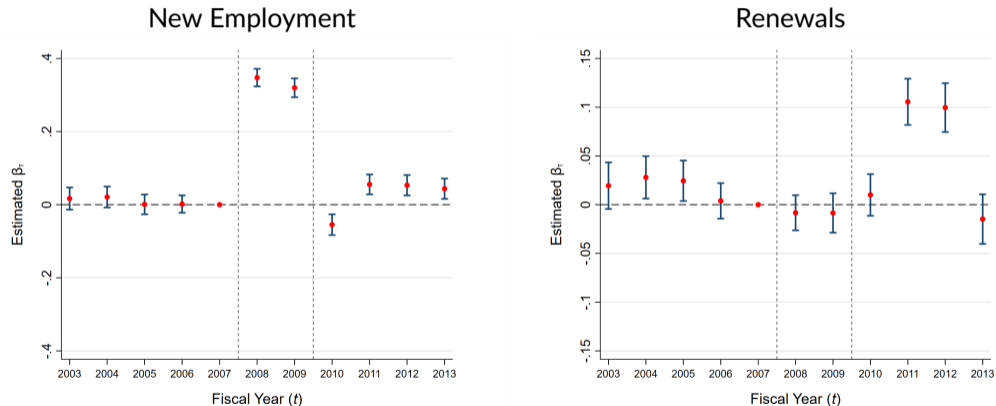 New Employment
Estimated βτ
.4
.2
0
-.2
-.4
2003 2004 2005 2006 2007 2008 2009 2010 2011 2012 2013
Fiscal Year (t)
Renewals
Estimated βτ
.15
.1
.05
0
-.05
-.1
-.15
2003 2004 2005 2006 2007 2008 2009 2010 2011 2012 2013
Fiscal Year (t)